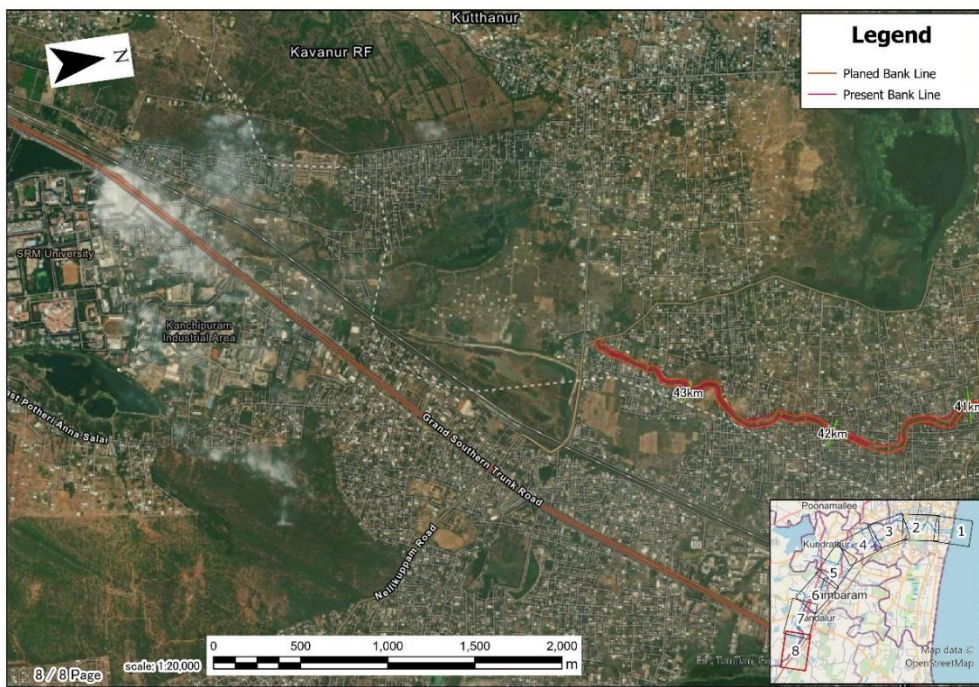 Kutthanur
Kavanur RF
N
Legend
Planed Bank Line
Present Bank Line
SRM University
Kanchipuram
Industrial Area
Potheri Anna Salai
Grand Southern Trunk Road
Nellikuppam Road
43km
42km
41km
Poonamallee
Kundrathur
1
2
3
4
5
6
7
8
Map data ©
OpenStreetMap
0
500
1,000
1,500
2,000
m
scale: 1:20,000
8 / 8 Page